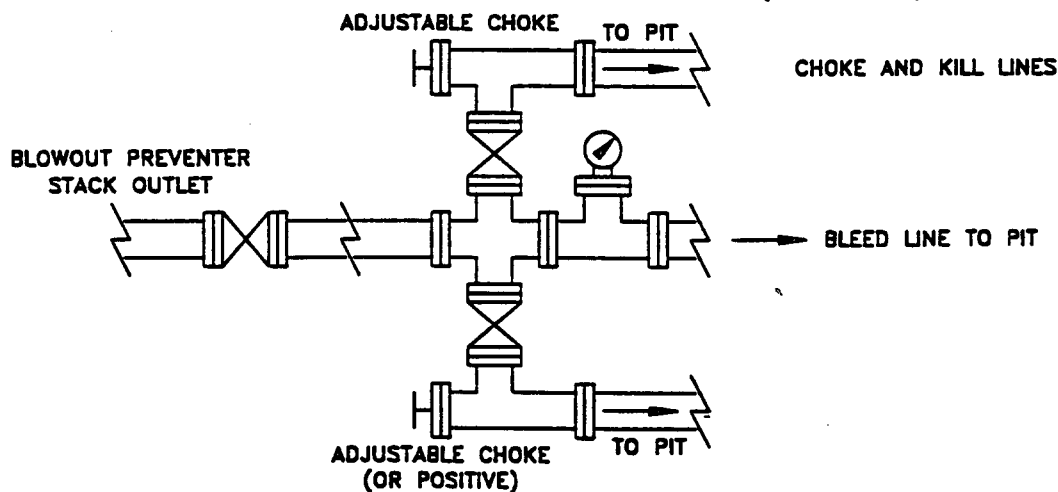 ADJUSTABLE CHOKE
TO PIT
CHOKE AND KILL LINES
BLOWOUT PREVENTER
STACK OUTLET
BLEED LINE TO PIT
ADJUSTABLE CHOKE
(OR POSITIVE)
TO PIT